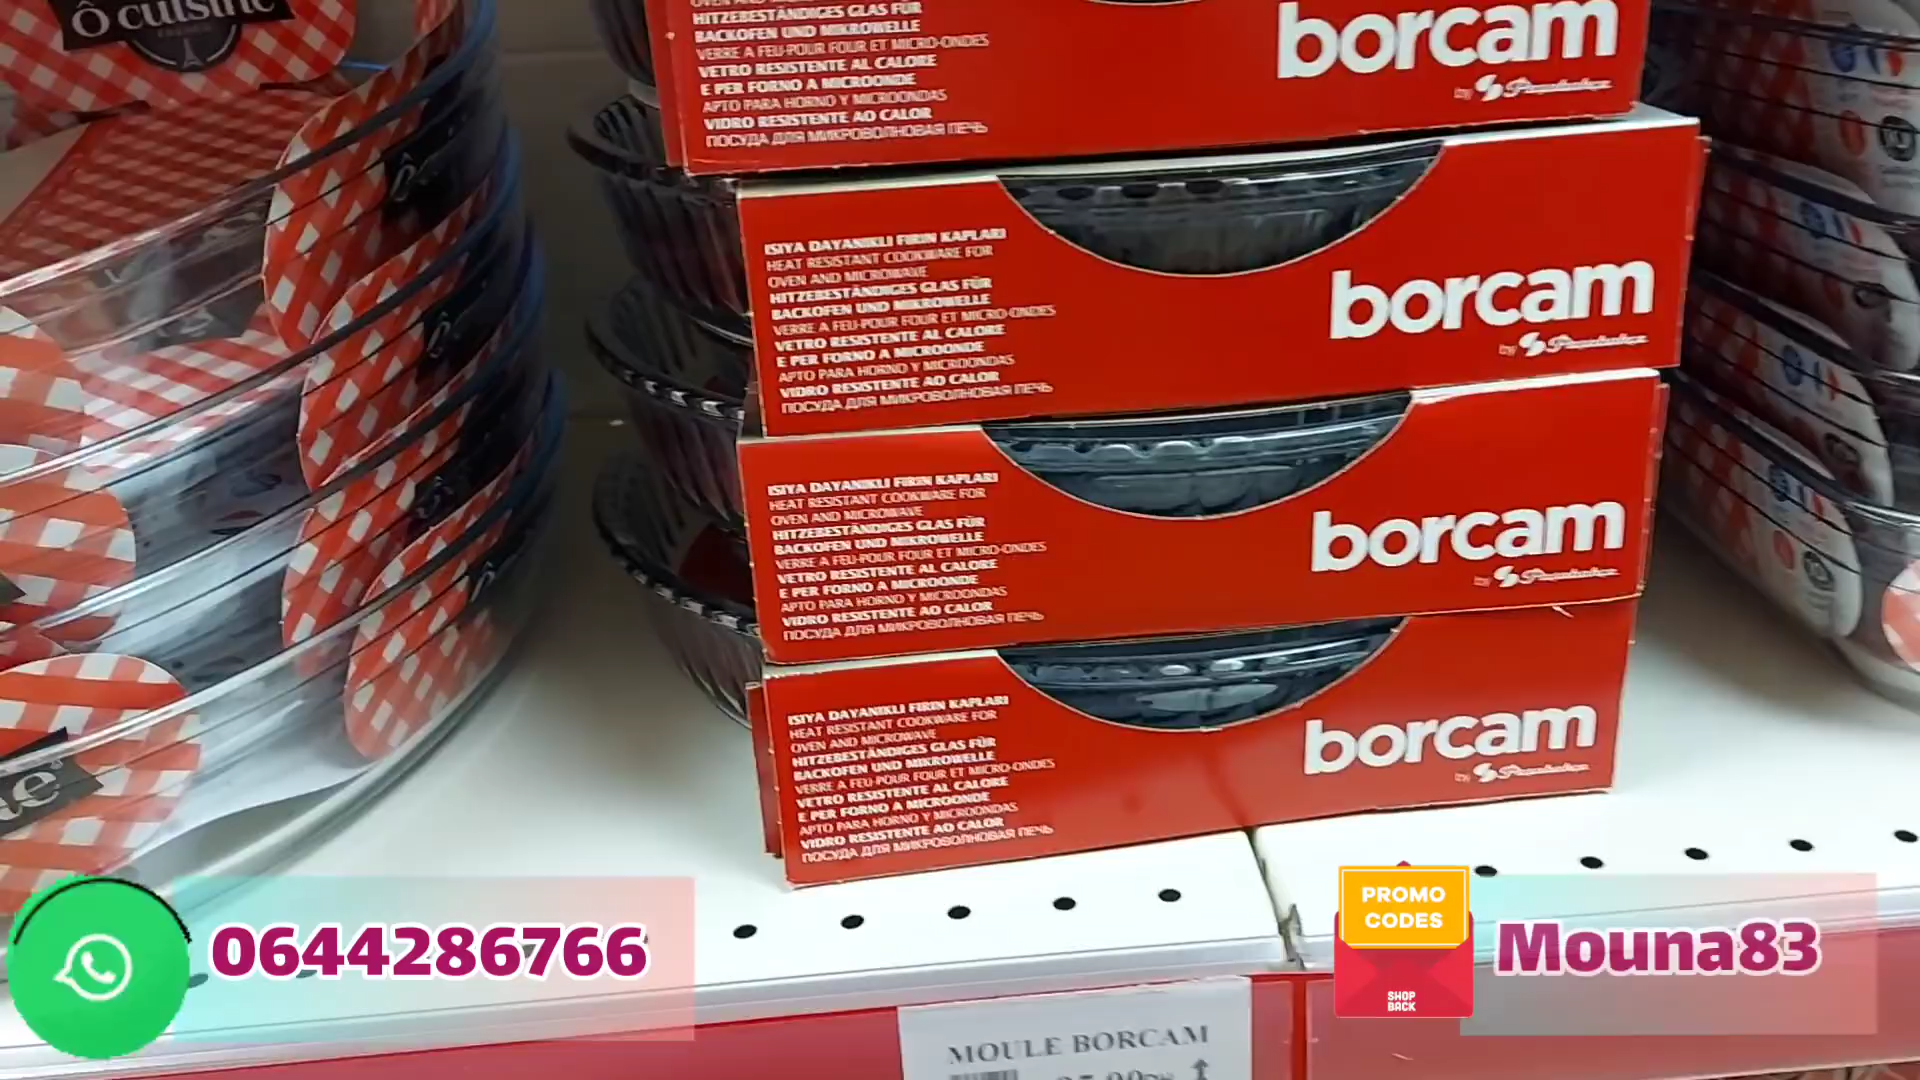 Ô cuisine
HITZEBESTÄNDIGES GLAS FÜR
BACKOFEN UND MIKROWELLE
VERRE A FEU-POUR FOUR ET MICRO-ONDES
VETRO RESISTENTE AL CALORE
E PER FORNO A MICROONDE
APTO PARA HORNO Y MICROONDAS
VIDRO RESISTENTE AO CALOR
ПОСУДА ДЛЯ МИКРОВОЛНОВАЯ ПЕЧЬ
borcam
by Pasabahce
ISIYA DAYANIKLI FIRIN KAPLARI
HEAT RESISTANT COOKWARE FOR
OVEN AND MICROWAVE
HITZEBESTÄNDIGES GLAS FÜR
BACKOFEN UND MIKROWELLE
VERRE A FEU-POUR FOUR ET MICRO-ONDES
VETRO RESISTENTE AL CALORE
E PER FORNO A MICROONDE
APTO PARA HORNO Y MICROONDAS
VIDRO RESISTENTE AO CALOR
ПОСУДА ДЛЯ МИКРОВОЛНОВАЯ ПЕЧЬ
borcam
by Pasabahce
ISIYA DAYANIKLI FIRIN KAPLARI
HEAT RESISTANT COOKWARE FOR
OVEN AND MICROWAVE
HITZEBESTÄNDIGES GLAS FÜR
BACKOFEN UND MIKROWELLE
VERRE A FEU-POUR FOUR ET MICRO-ONDES
VETRO RESISTENTE AL CALORE
E PER FORNO A MICROONDE
APTO PARA HORNO Y MICROONDAS
VIDRO RESISTENTE AO CALOR
ПОСУДА ДЛЯ МИКРОВОЛНОВАЯ ПЕЧЬ
borcam
by Pasabahce
ISIYA DAYANIKLI FIRIN KAPLARI
HEAT RESISTANT COOKWARE FOR
OVEN AND MICROWAVE
HITZEBESTÄNDIGES GLAS FÜR
BACKOFEN UND MIKROWELLE
VERRE A FEU-POUR FOUR ET MICRO-ONDES
VETRO RESISTENTE AL CALORE
E PER FORNO A MICROONDE
APTO PARA HORNO Y MICROONDAS
VIDRO RESISTENTE AO CALOR
ПОСУДА ДЛЯ МИКРОВОЛНОВАЯ ПЕЧЬ
borcam
by Pasabahce
0644286766
PROMO
CODES
SHOP
BACK
Mouna83
MOULE BORCAM